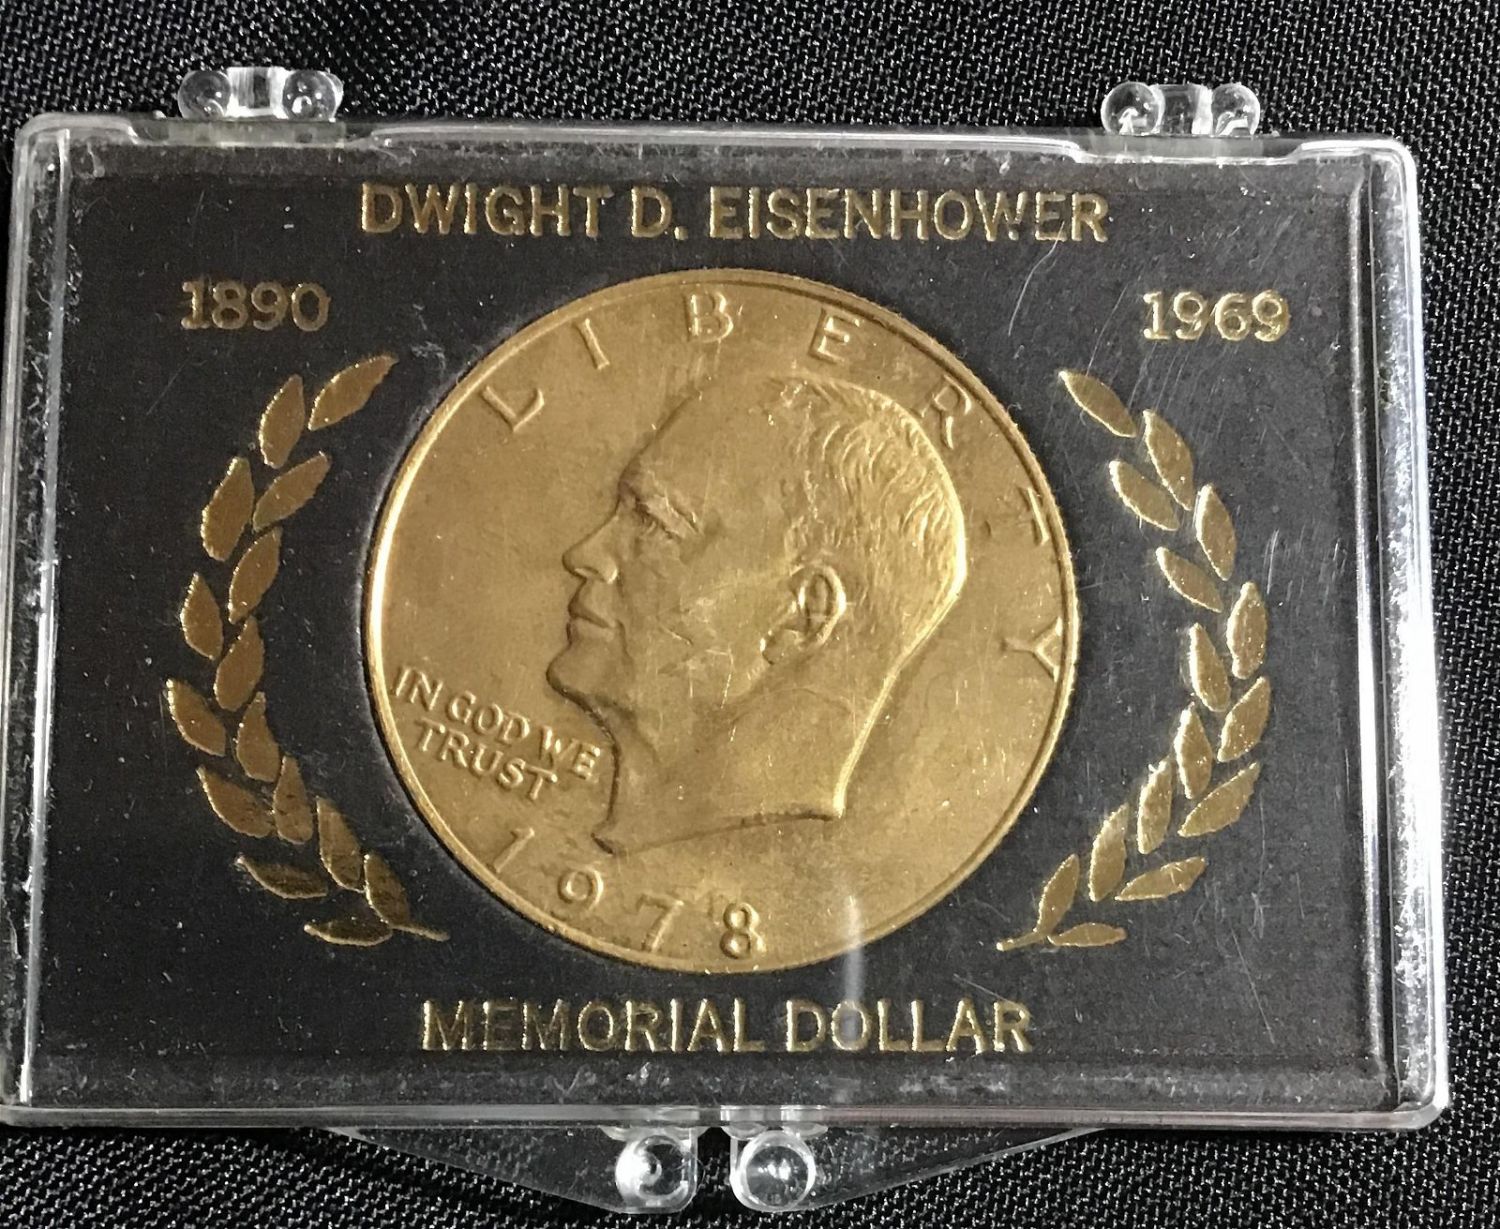 DWIGHT D. EISENHOWER
1890
1969
LIBERTY
IN GOD WE
TRUST
1978
MEMORIAL DOLLAR